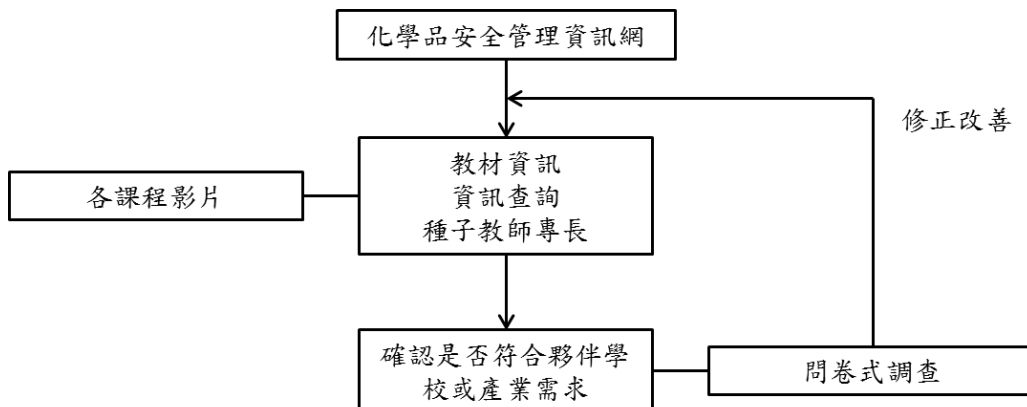 化學品安全管理資訊網
修正改善
教材資訊
資訊查詢
種子教師專長
各課程影片
確認是否符合夥伴學
校或產業需求
問卷式調查